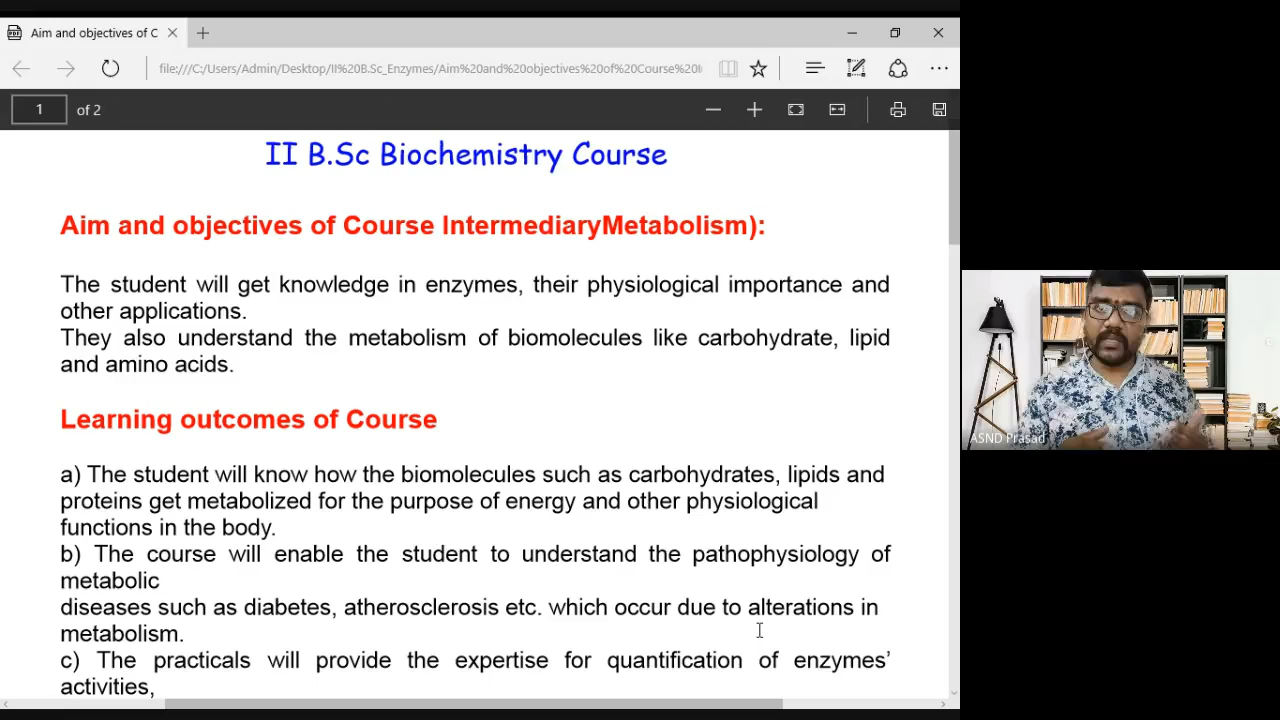 Aim and objectives of C
file:///C:/Users/Admin/Desktop/II%20B.Sc_Enzymes/Aim%20and%20objectives%20of%20Course%20I
1 of 2
II B.Sc Biochemistry Course
Aim and objectives of Course IntermediaryMetabolism):
The student will get knowledge in enzymes, their physiological importance and
other applications.
They also understand the metabolism of biomolecules like carbohydrate, lipid
and amino acids.
Learning outcomes of Course
a) The student will know how the biomolecules such as carbohydrates, lipids and
proteins get metabolized for the purpose of energy and other physiological
functions in the body.
b) The course will enable the student to understand the pathophysiology of
metabolic
diseases such as diabetes, atherosclerosis etc. which occur due to alterations in
metabolism.
c) The practicals will provide the expertise for quantification of enzymes’
activities,
ASND Prasad